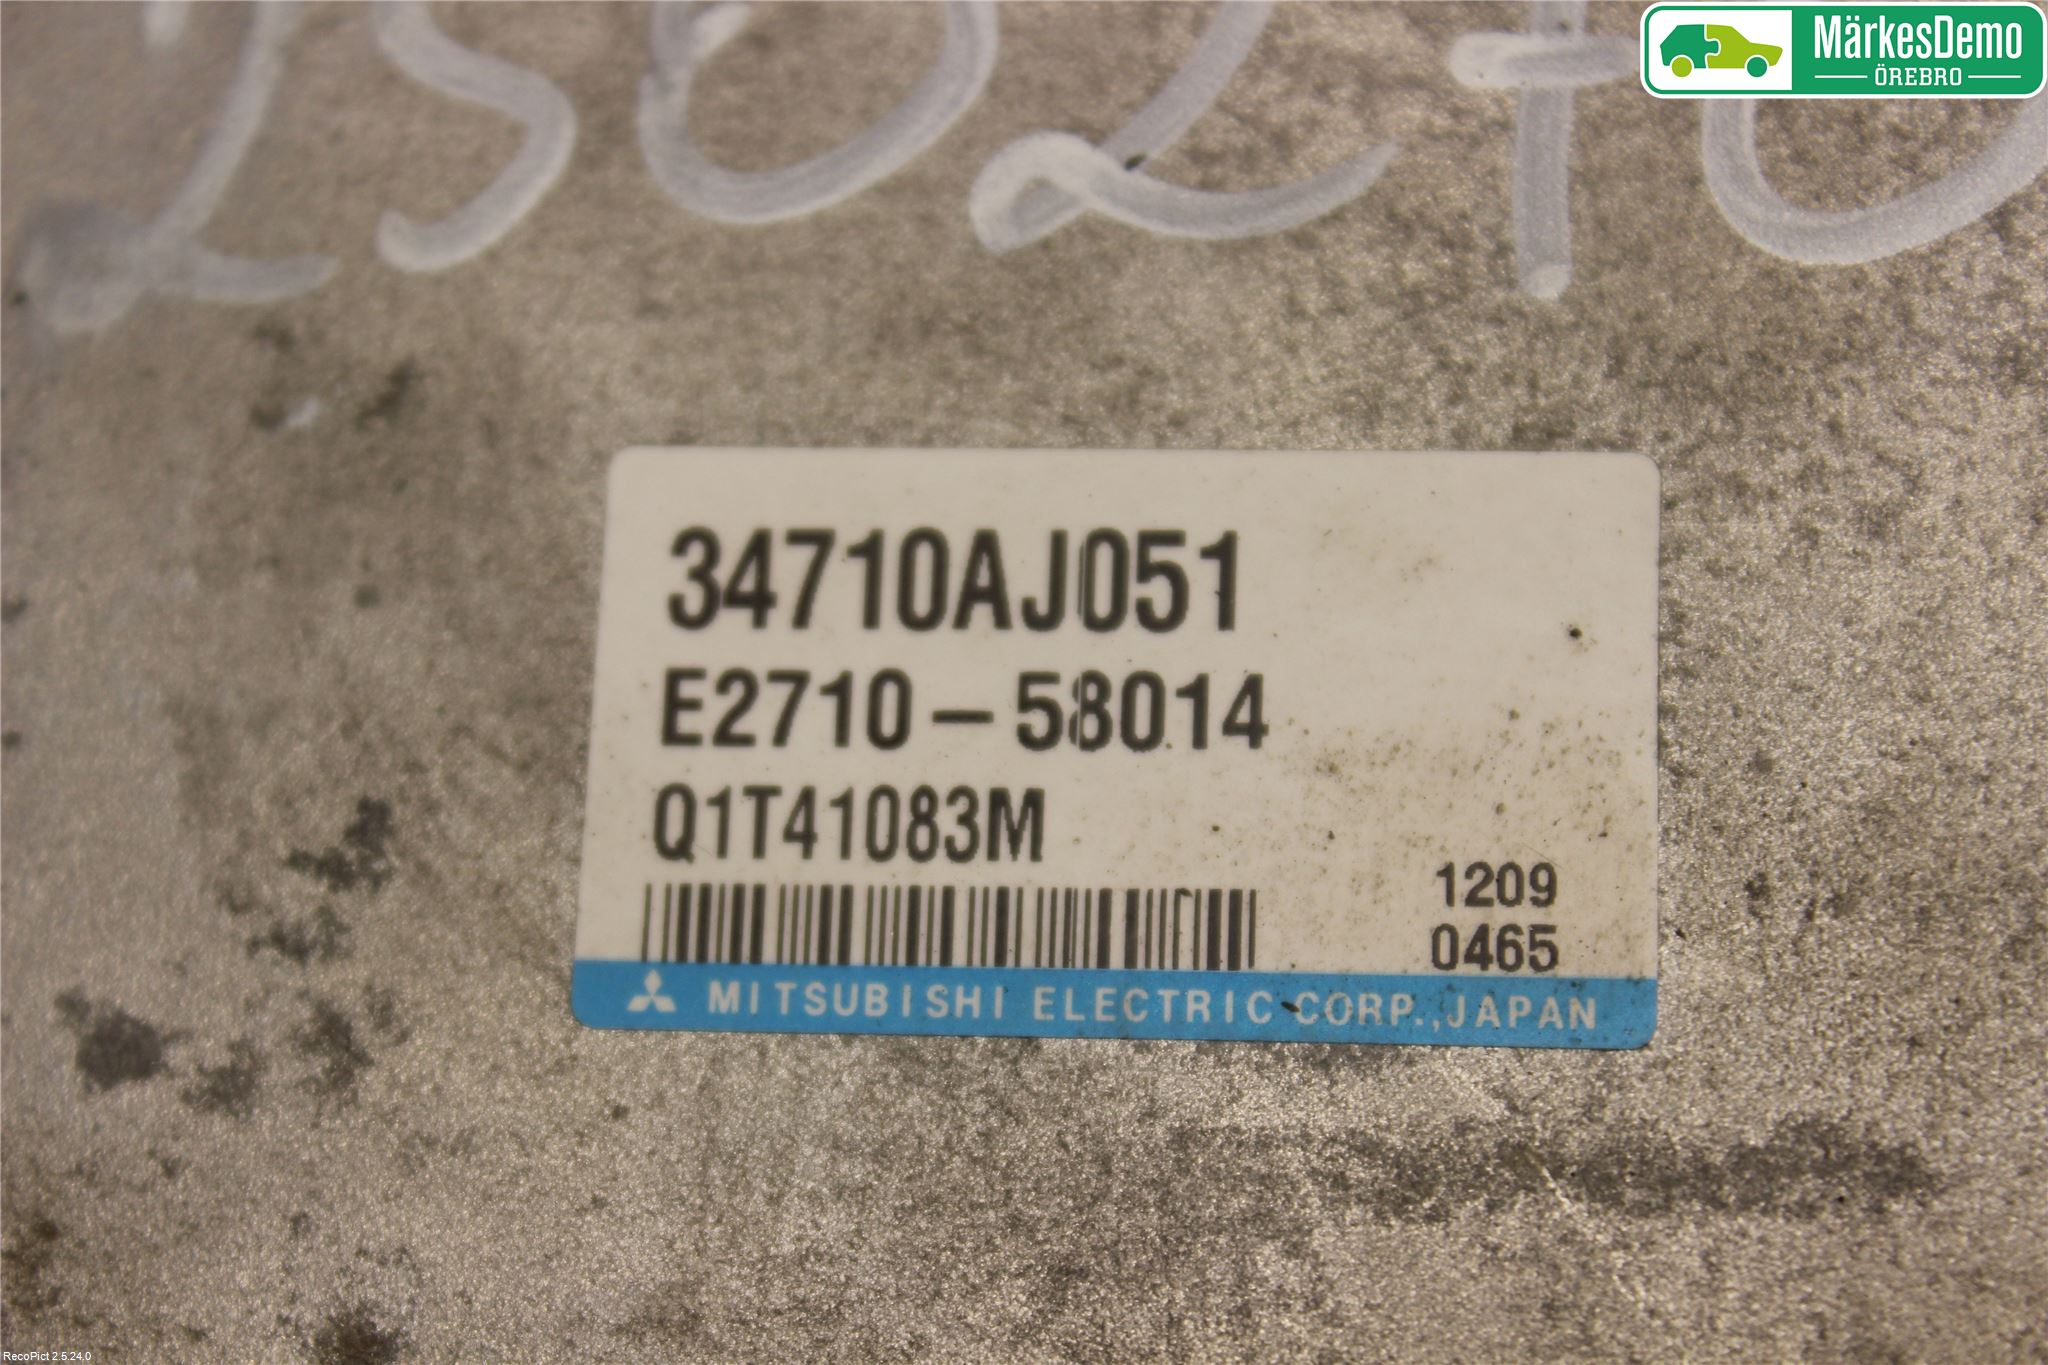 MärkesDemo
ÖREBRO
34710AJ051
E2710-58014
Q1T41083M
1209
0465
MITSUBISHI ELECTRIC CORP.,JAPAN
RecoPict 2.5.24.0